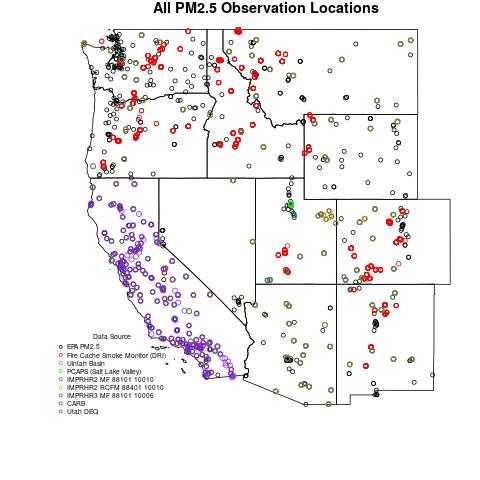 All PM2.5 Observation Locations
Data Source
EPA PM2.5
Fire Cache Smoke Monitor (DRI)
Uintah Basin
PCAPS (Salt Lake Valley)
IMPRHR2 MF 88101 10010
IMPRHR2 RCFM 88401 10010
IMPRHR3 MF 88101 10006
CARB
Utah DEQ